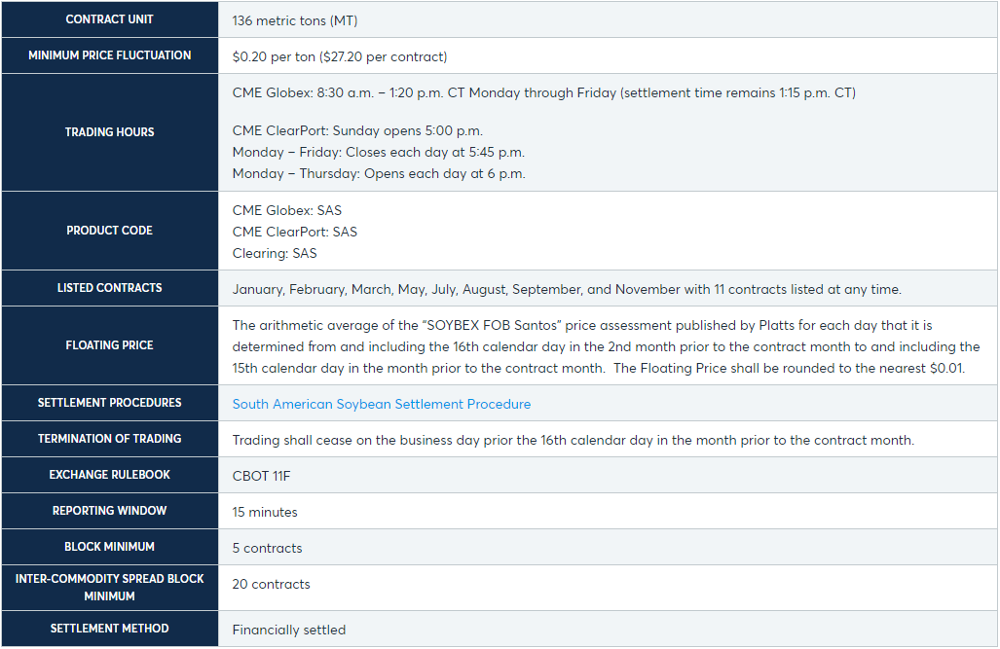 CONTRACT UNIT
136 metric tons (MT)
MINIMUM PRICE FLUCTUATION
$0.20 per ton ($27.20 per contract)
TRADING HOURS
CME Globex: 8:30 a.m. – 1:20 p.m. CT Monday through Friday (settlement time remains 1:15 p.m. CT)
CME ClearPort: Sunday opens 5:00 p.m.
Monday – Friday: Closes each day at 5:45 p.m.
Monday – Thursday: Opens each day at 6 p.m.
PRODUCT CODE
CME Globex: SAS
CME ClearPort: SAS
Clearing: SAS
LISTED CONTRACTS
January, February, March, May, July, August, September, and November with 11 contracts listed at any time.
FLOATING PRICE
The arithmetic average of the “SOYBEX FOB Santos” price assessment published by Platts for each day that it is
determined from and including the 16th calendar day in the 2nd month prior to the contract month to and including the
15th calendar day in the month prior to the contract month.  The Floating Price shall be rounded to the nearest $0.01.
SETTLEMENT PROCEDURES
South American Soybean Settlement Procedure
TERMINATION OF TRADING
Trading shall cease on the business day prior the 16th calendar day in the month prior to the contract month.
EXCHANGE RULEBOOK
CBOT 11F
REPORTING WINDOW
15 minutes
BLOCK MINIMUM
5 contracts
INTER-COMMODITY SPREAD BLOCK
MINIMUM
20 contracts
SETTLEMENT METHOD
Financially settled